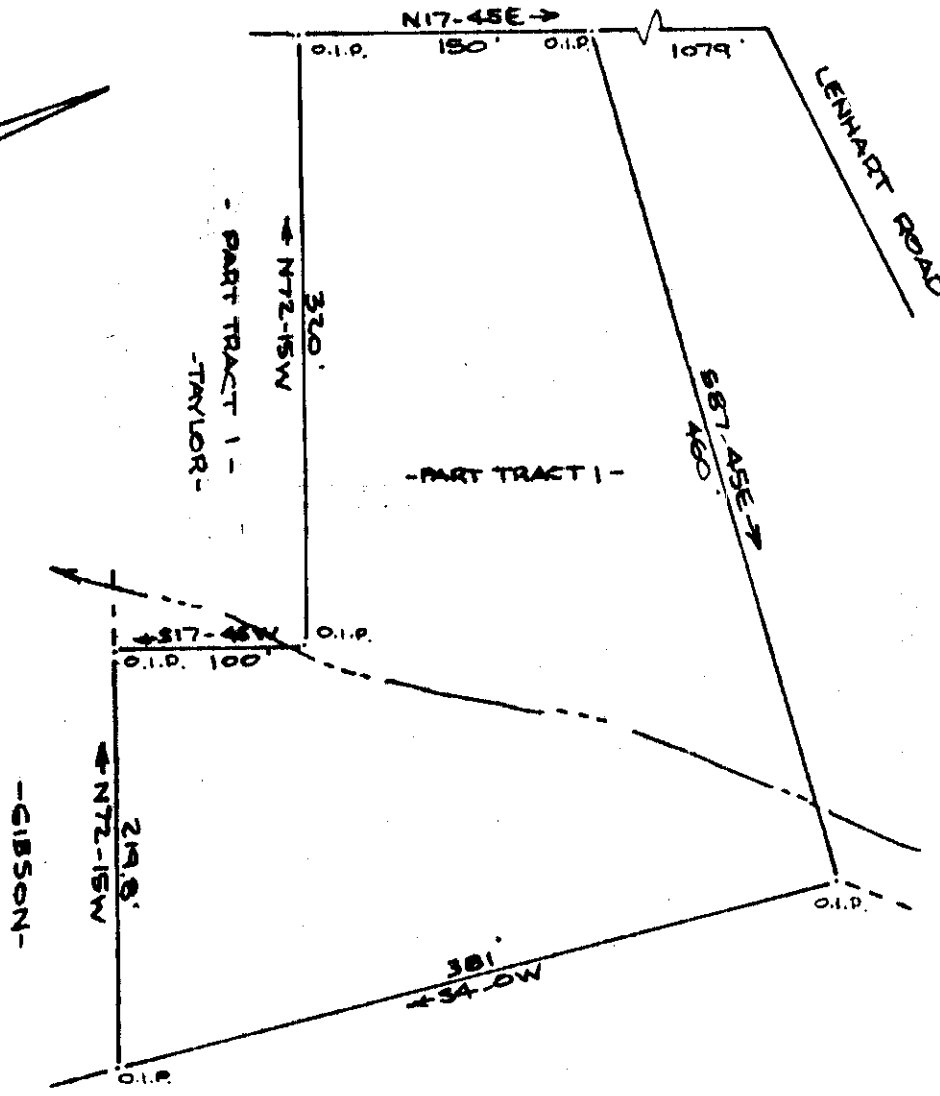 N17-45E →
150'
O.I.P.
O.I.P.
1079'
LENHART ROAD
← N72-15W
320'
- PART TRACT 1 -
-TAYLOR-
S87-45E →
460'
-PART TRACT 1-
← S17-45W
100'
O.I.P.
O.I.P.
← N72-15W
219.8'
-GIBSON-
381'
← S4-0W
O.I.P.
O.I.P.